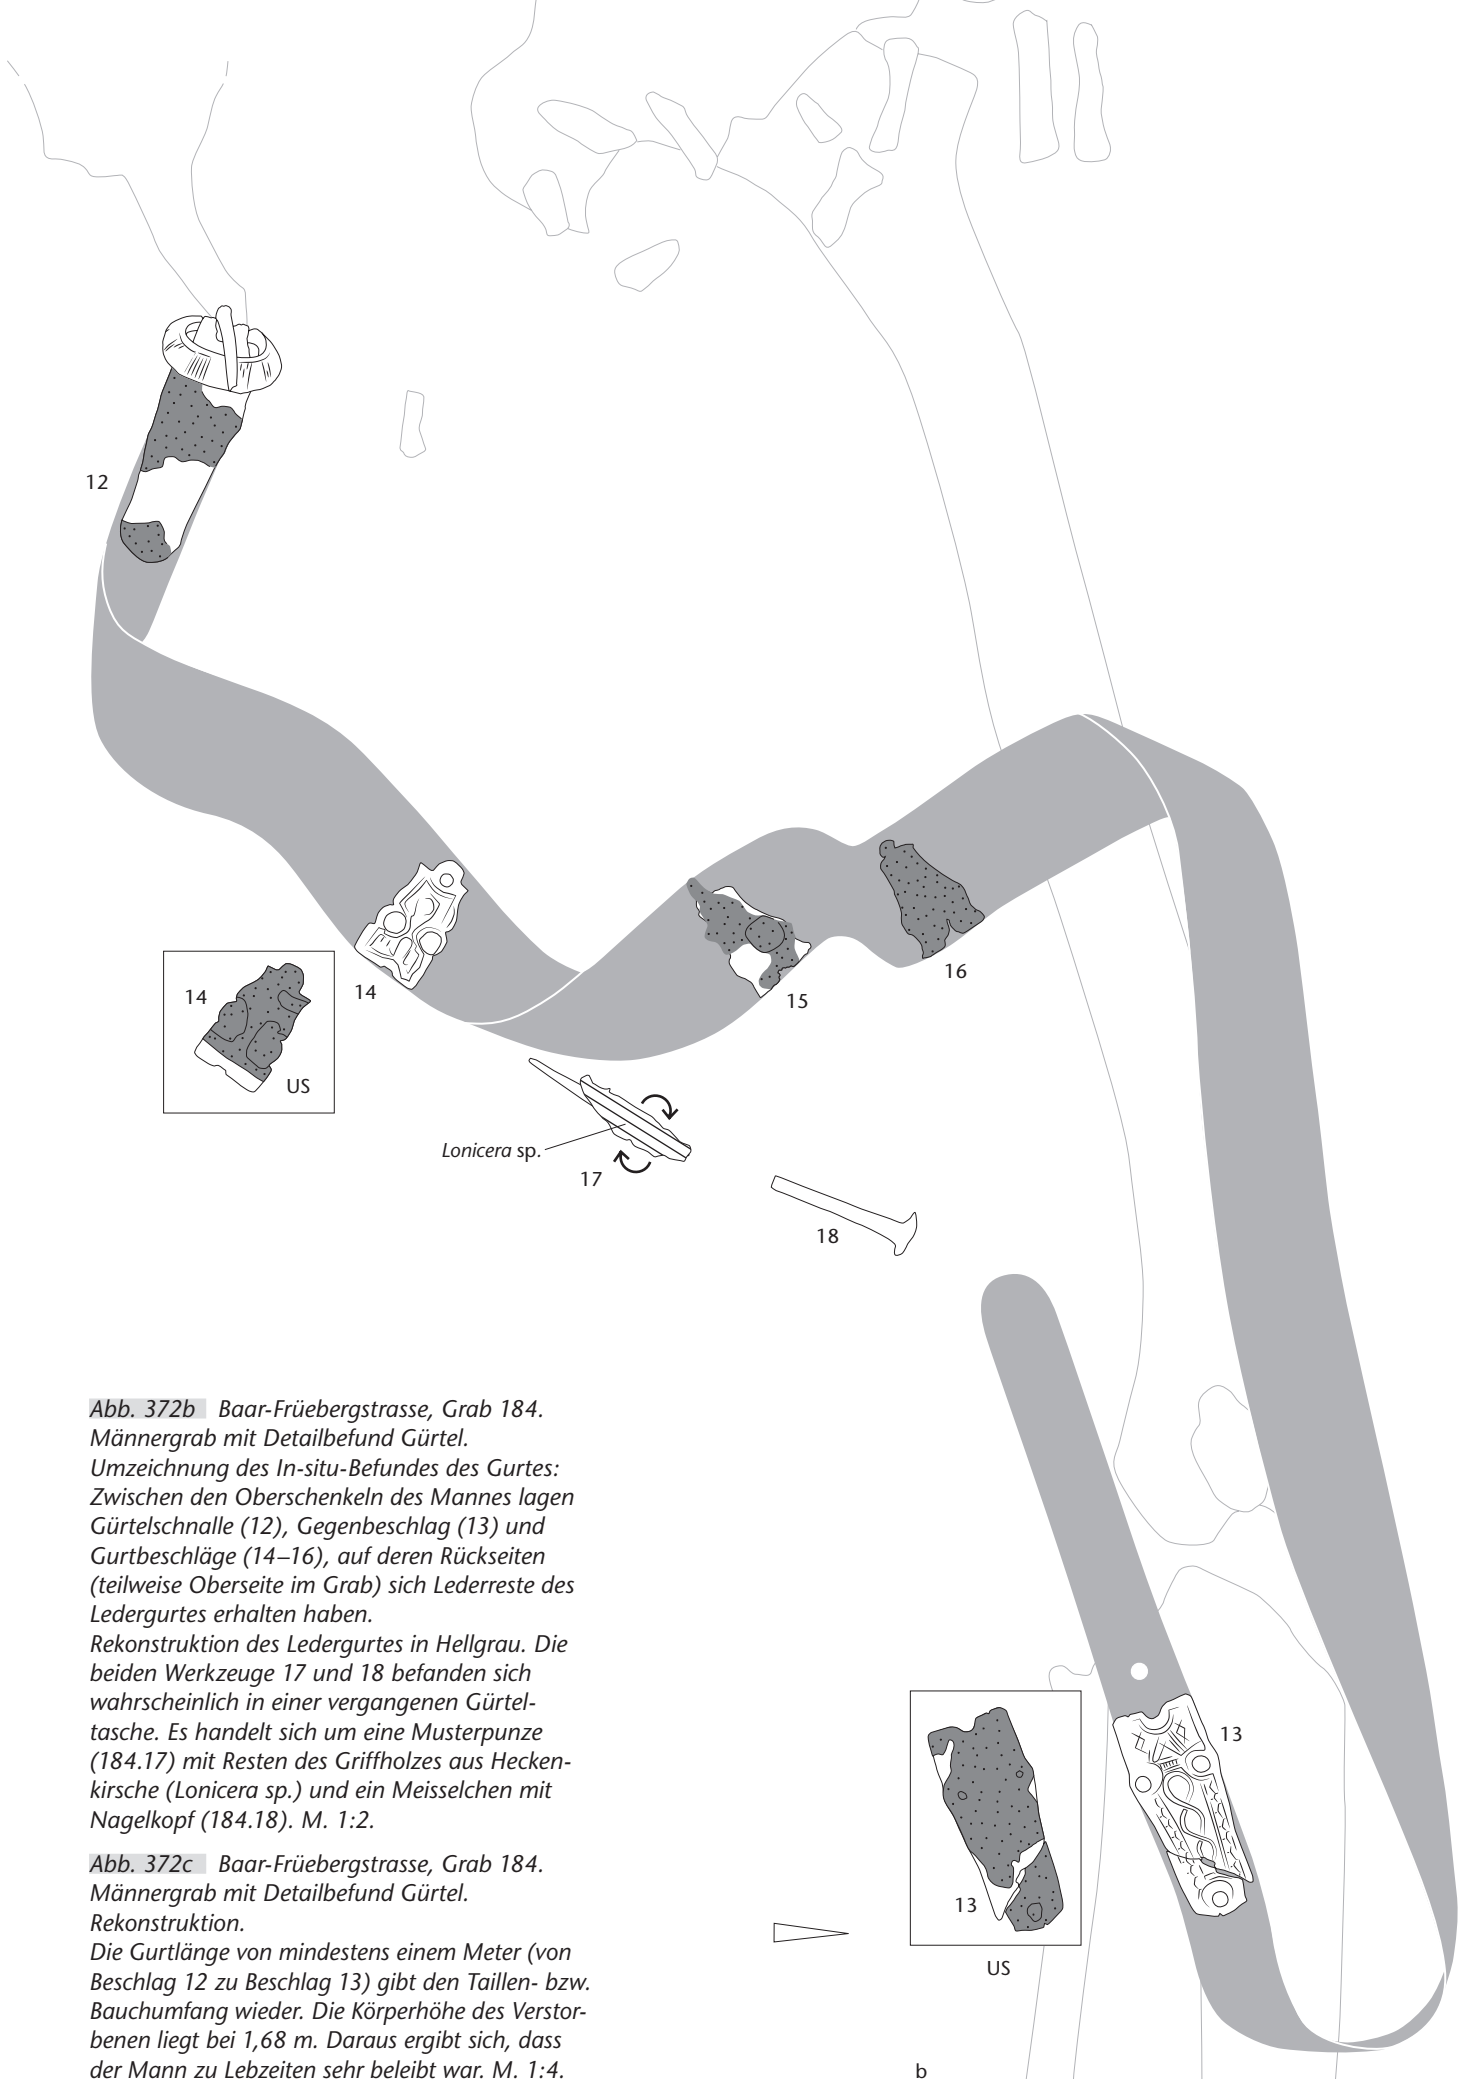 12
14
US
14
15
16
Lonicera sp.
17
18
Abb. 372b Baar-Früebergstrasse, Grab 184.
Männergrab mit Detailbefund Gürtel.
Umzeichnung des In-situ-Befundes des Gurtes:
Zwischen den Oberschenkeln des Mannes lagen
Gürtelschnalle (12), Gegenbeschlag (13) und
Gurtbeschläge (14–16), auf deren Rückseiten
(teilweise Oberseite im Grab) sich Lederreste des
Ledergurtes erhalten haben.
Rekonstruktion des Ledergurtes in Hellgrau. Die
beiden Werkzeuge 17 und 18 befanden sich
wahrscheinlich in einer vergangenen Gürtel-
tasche. Es handelt sich um eine Musterpunze
(184.17) mit Resten des Griffholzes aus Hecken-
kirsche (Lonicera sp.) und ein Meisselchen mit
Nagelkopf (184.18). M. 1:2.
Abb. 372c Baar-Früebergstrasse, Grab 184.
Männergrab mit Detailbefund Gürtel.
Rekonstruktion.
Die Gurtlänge von mindestens einem Meter (von
Beschlag 12 zu Beschlag 13) gibt den Taillen- bzw.
Bauchumfang wieder. Die Körperhöhe des Verstor-
benen liegt bei 1,68 m. Daraus ergibt sich, dass
der Mann zu Lebzeiten sehr beleibt war. M. 1:4.
13
13
US
b